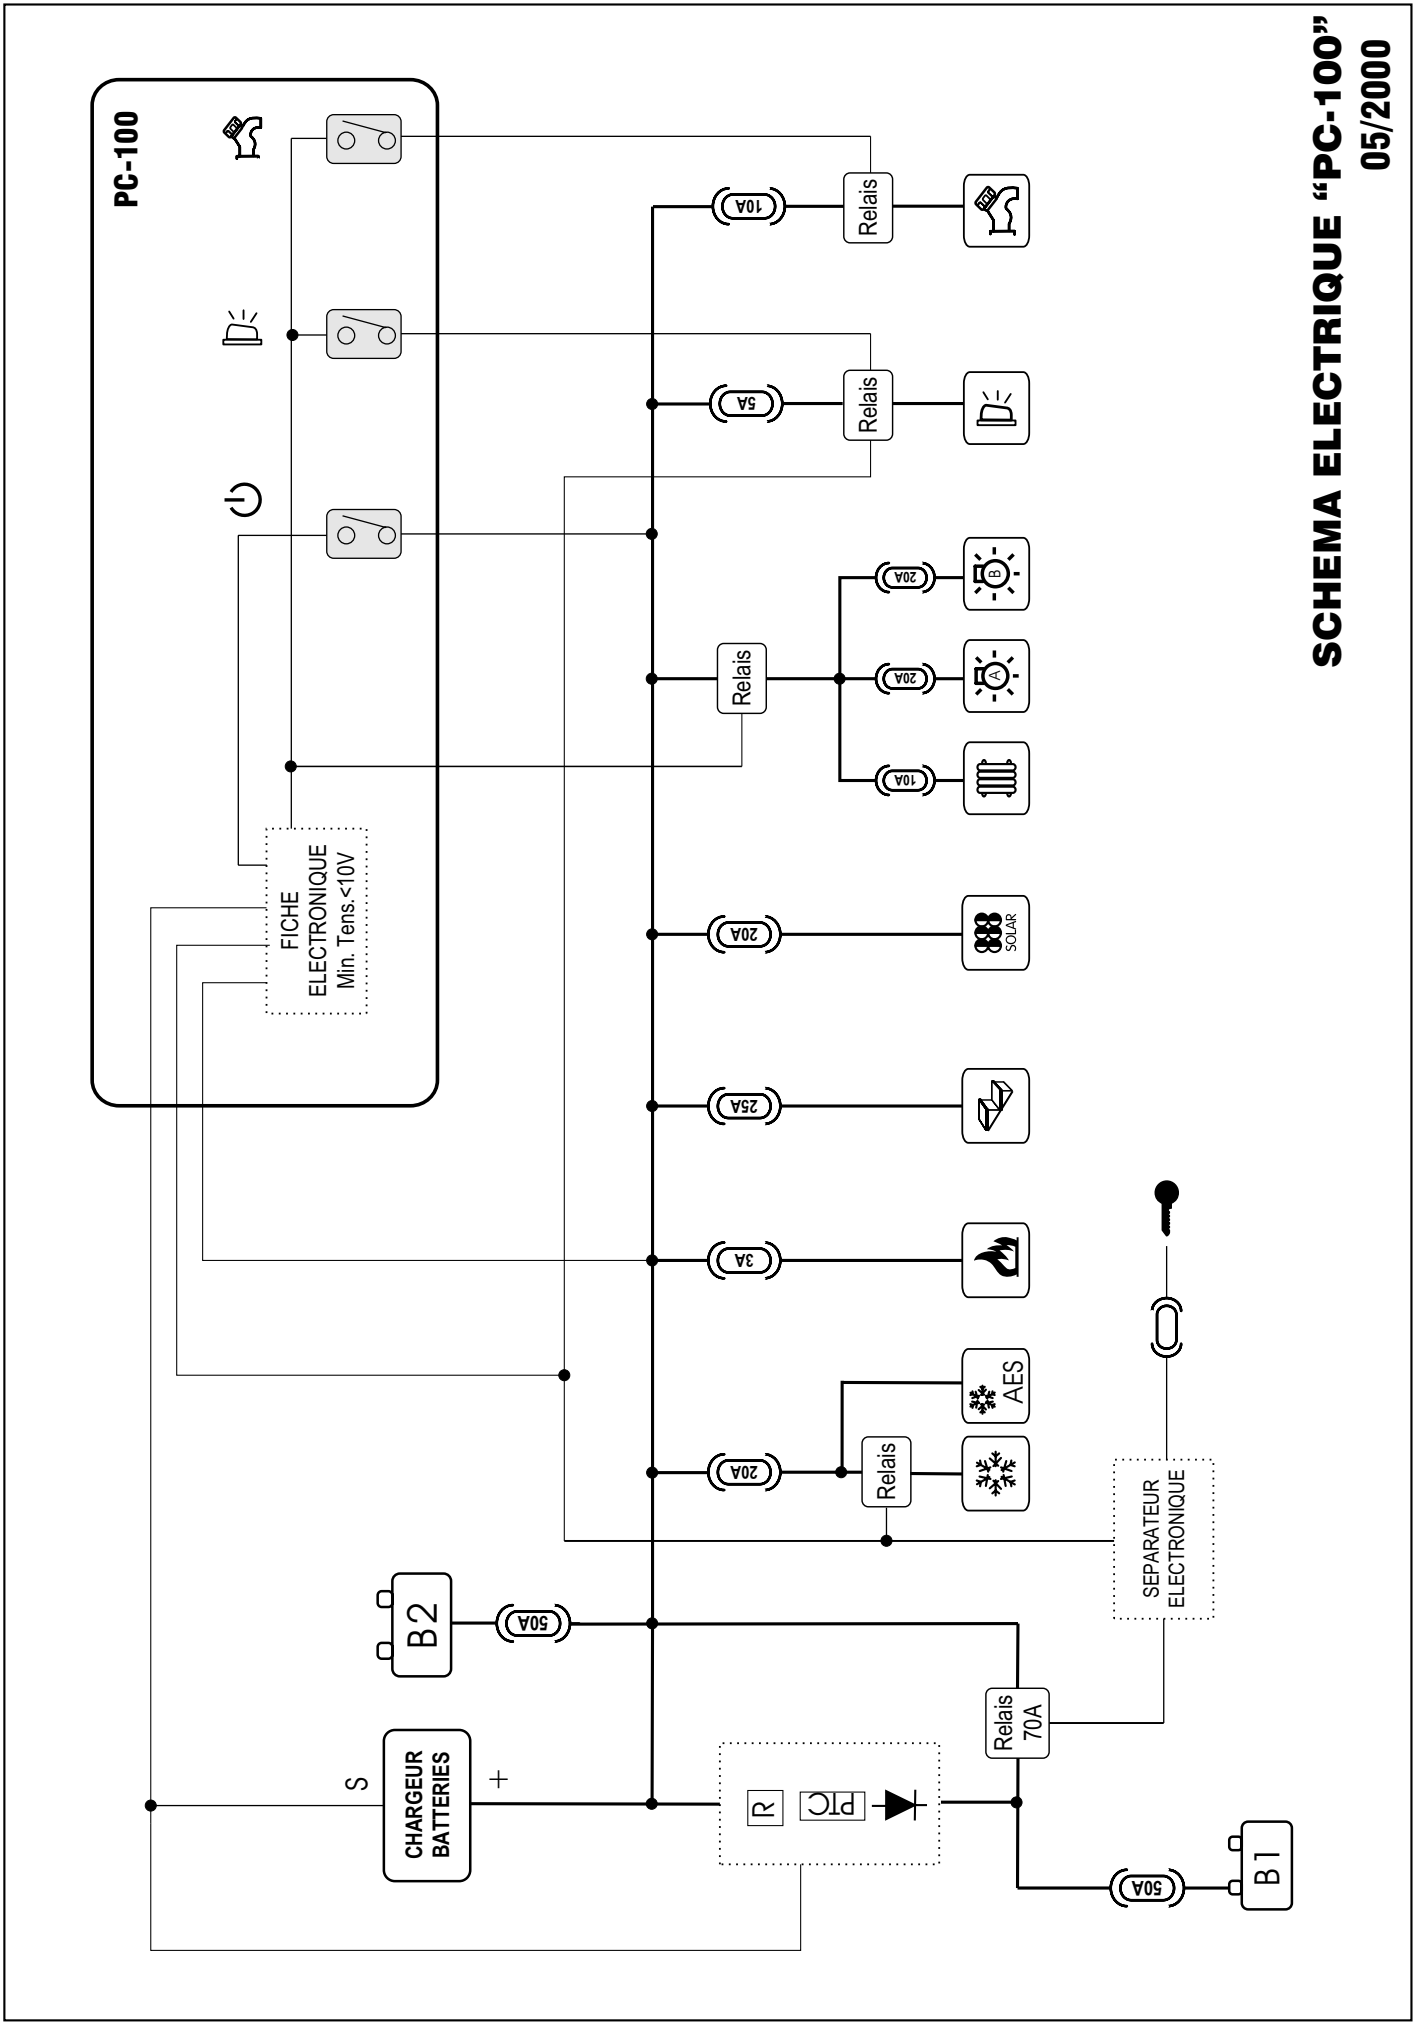 SCHEMA ELECTRIQUE “PC-100”
05/2000
PC-100
FICHE
ELECTRONIQUE
Min. Tens.<10V
S
CHARGEUR
BATTERIES
+
B2
50A
20A
3A
25A
20A
5A
10A
Relais
Relais
Relais
Relais
10A
20A
20A
A
B
SOLAR
AES
R
PTC
Relais
70A
SEPARATEUR
ELECTRONIQUE
50A
B1